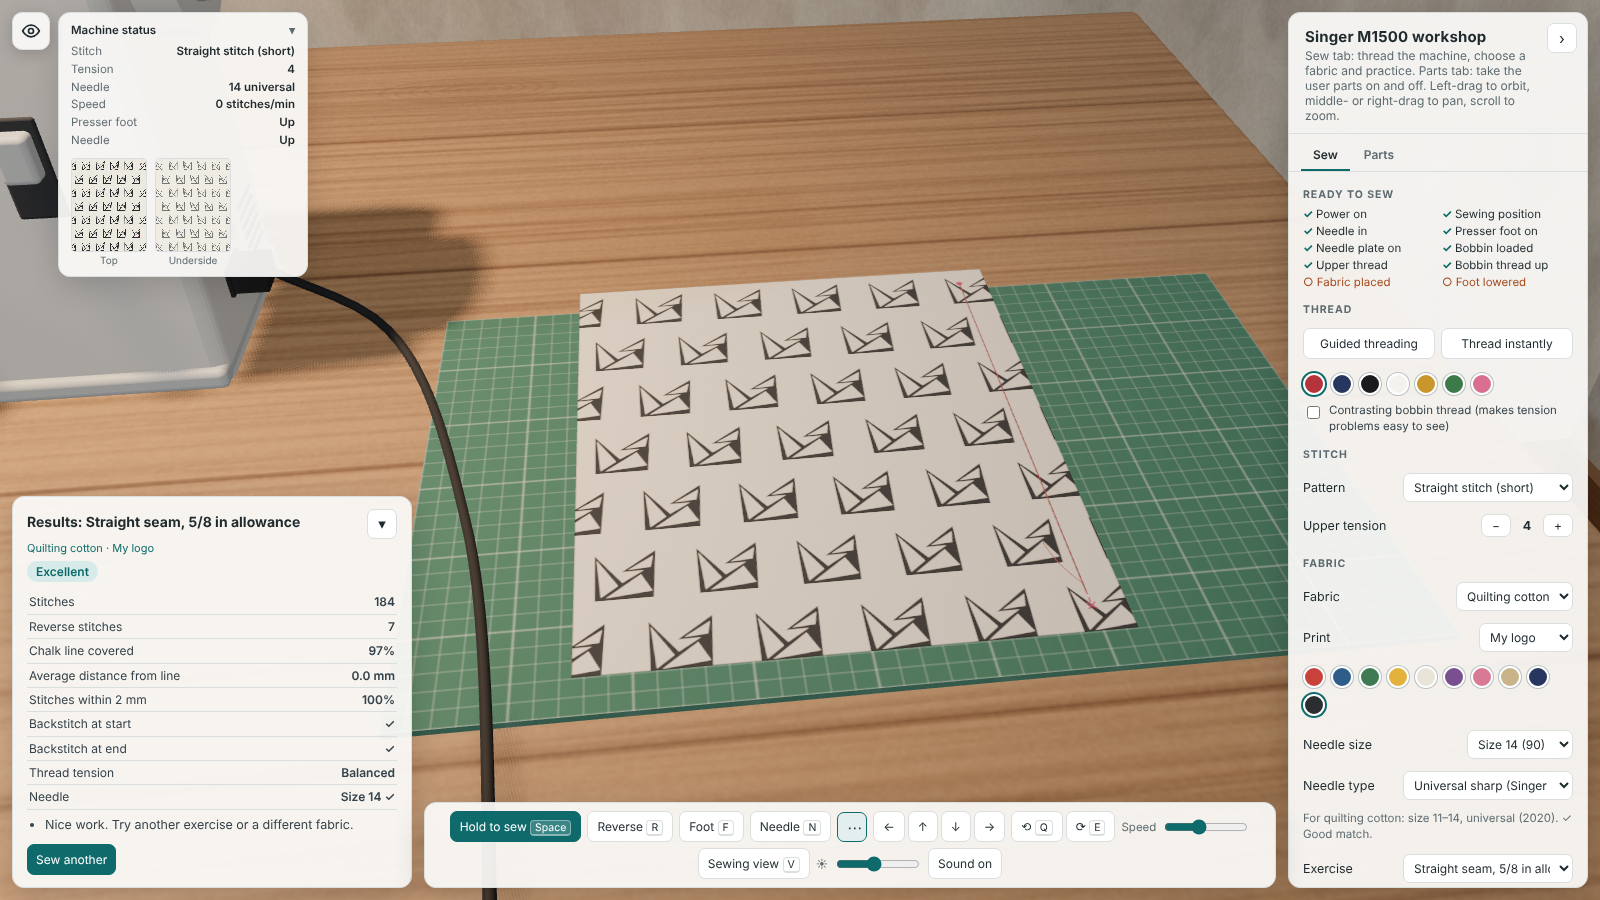 Machine status ▾
Stitch Straight stitch (short)
Tension 4
Needle 14 universal
Speed 0 stitches/min
Presser foot Up
Needle Up
Top Underside
Results: Straight seam, 5/8 in allowance ▼
Quilting cotton · My logo
Excellent
Stitches 184
Reverse stitches 7
Chalk line covered 97%
Average distance from line 0.0 mm
Stitches within 2 mm 100%
Backstitch at start ✓
Backstitch at end ✓
Thread tension Balanced
Needle Size 14 ✓
• Nice work. Try another exercise or a different fabric.
Sew another
Hold to sew Space Reverse R Foot F Needle N ⋯ ← ↑ ↓ → ⟲ Q ⟳ E Speed
Sewing view V ☀ Sound on
Singer M1500 workshop ›
Sew tab: thread the machine, choose a
fabric and practice. Parts tab: take the
user parts on and off. Left-drag to orbit,
middle- or right-drag to pan, scroll to
zoom.
Sew Parts
READY TO SEW
✓ Power on ✓ Sewing position
✓ Needle in ✓ Presser foot on
✓ Needle plate on ✓ Bobbin loaded
✓ Upper thread ✓ Bobbin thread up
○ Fabric placed ○ Foot lowered
THREAD
Guided threading Thread instantly
Contrasting bobbin thread (makes tension
problems easy to see)
STITCH
Pattern Straight stitch (short)
Upper tension − 4 +
FABRIC
Fabric Quilting cotton
Print My logo
Needle size Size 14 (90)
Needle type Universal sharp (Singer
For quilting cotton: size 11–14, universal (2020). ✓
Good match.
Exercise Straight seam, 5/8 in allo